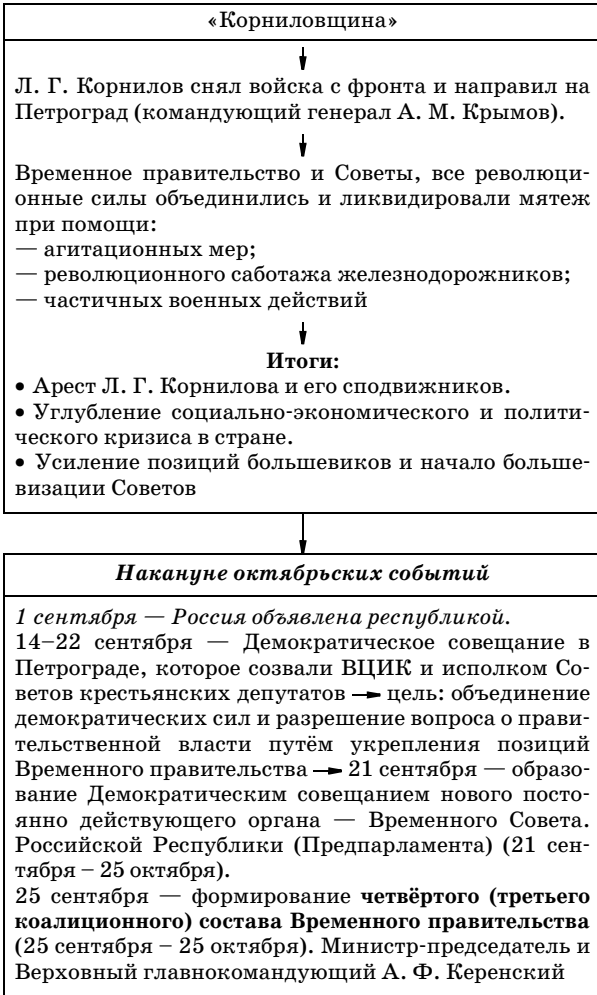 «Корниловщина»
Л. Г. Корнилов снял войска с фронта и направил на
Петроград (командующий генерал А. М. Крымов).
Временное правительство и Советы, все революци-
онные силы объединились и ликвидировали мятеж
при помощи:
— агитационных мер;
— революционного саботажа железнодорожников;
— частичных военных действий
Итоги:
• Арест Л. Г. Корнилова и его сподвижников.
• Углубление социально-экономического и полити-
ческого кризиса в стране.
• Усиление позиций большевиков и начало больше-
визации Советов
Накануне октябрьских событий
1 сентября — Россия объявлена республикой.
14–22 сентября — Демократическое совещание в
Петрограде, которое созвали ВЦИК и исполком Со-
ветов крестьянских депутатов → цель: объединение
демократических сил и разрешение вопроса о прави-
тельственной власти путём укрепления позиций
Временного правительства → 21 сентября — образо-
вание Демократическим совещанием нового посто-
янно действующего органа — Временного Совета.
Российской Республики (Предпарламента) (21 сен-
тября – 25 октября).
25 сентября — формирование четвёртого (третьего
коалиционного) состава Временного правительства
(25 сентября – 25 октября). Министр-председатель и
Верховный главнокомандующий А. Ф. Керенский